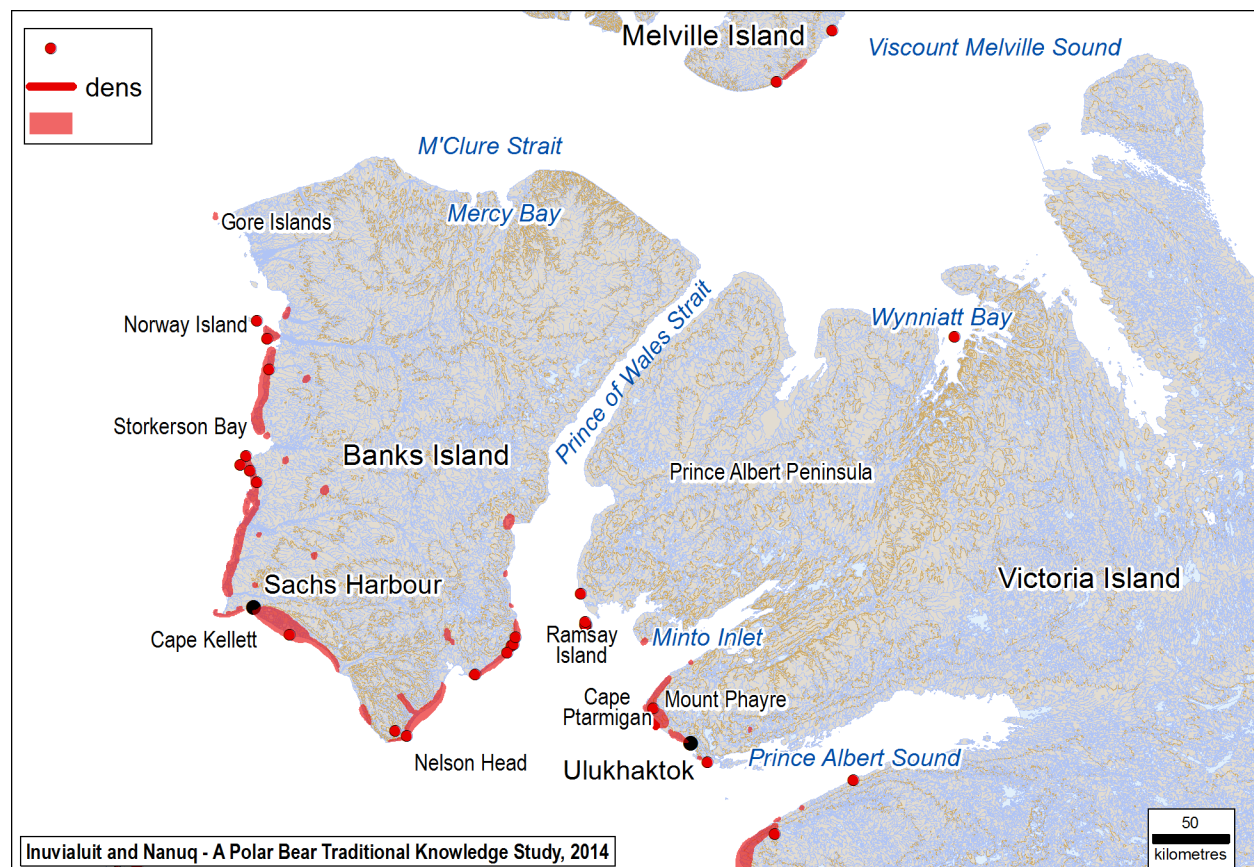 Melville Island
Viscount Melville Sound
dens
M'Clure Strait
Mercy Bay
Gore Islands
Prince of Wales Strait
Norway Island
Wynniatt Bay
Storkerson Bay
Banks Island
Prince Albert Peninsula
Sachs Harbour
Victoria Island
Cape Kellett
Ramsay
Island
Minto Inlet
Cape
Ptarmigan
Mount Phayre
Nelson Head
Ulukhaktok
Prince Albert Sound
50
kilometres
Inuvialuit and Nanuq - A Polar Bear Traditional Knowledge Study, 2014